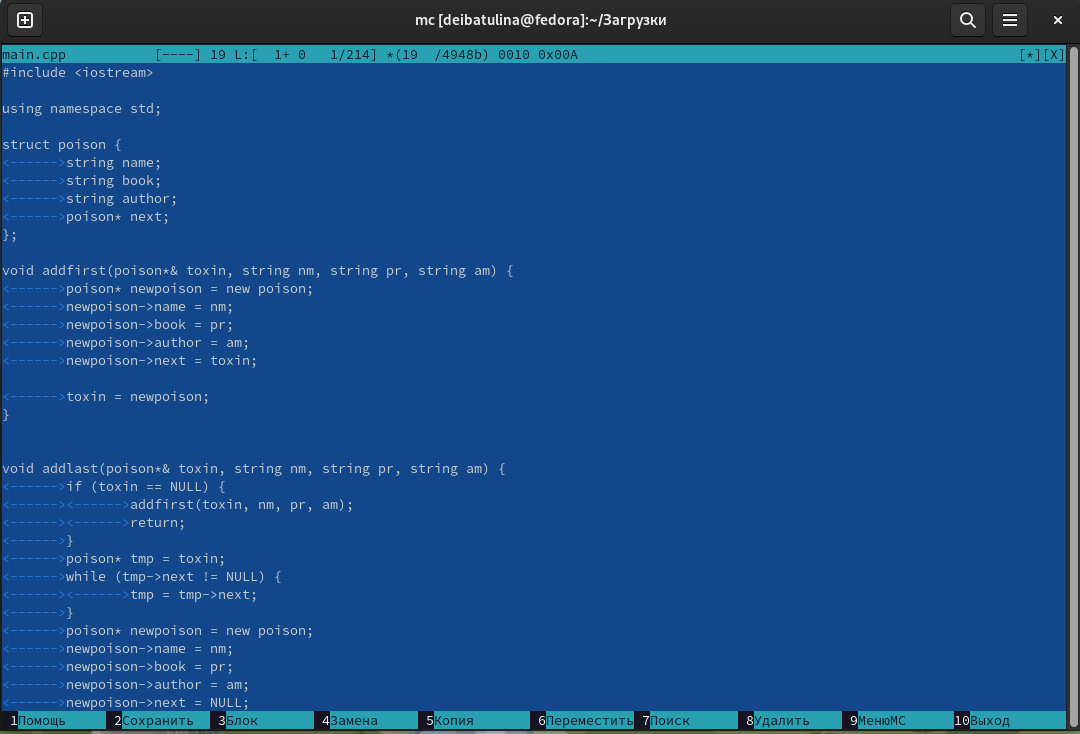 mc [deibatulina@fedora]:~/Загрузки
main.cpp [----] 19 L:[ 1+ 0 1/214] *(19 /4948b) 0010 0x00A [*][X]
#include <iostream>
using namespace std;
struct poison {
<------>string name;
<------>string book;
<------>string author;
<------>poison* next;
};
void addfirst(poison*& toxin, string nm, string pr, string am) {
<------>poison* newpoison = new poison;
<------>newpoison->name = nm;
<------>newpoison->book = pr;
<------>newpoison->author = am;
<------>newpoison->next = toxin;
<------>toxin = newpoison;
}
void addlast(poison*& toxin, string nm, string pr, string am) {
<------>if (toxin == NULL) {
<------><------>addfirst(toxin, nm, pr, am);
<------><------>return;
<------>}
<------>poison* tmp = toxin;
<------>while (tmp->next != NULL) {
<------><------>tmp = tmp->next;
<------>}
<------>poison* newpoison = new poison;
<------>newpoison->name = nm;
<------>newpoison->book = pr;
<------>newpoison->author = am;
<------>newpoison->next = NULL;
1Помощь 2Сохранить 3Блок 4Замена 5Копия 6Переместить 7Поиск 8Удалить 9МенюMC 10Выход